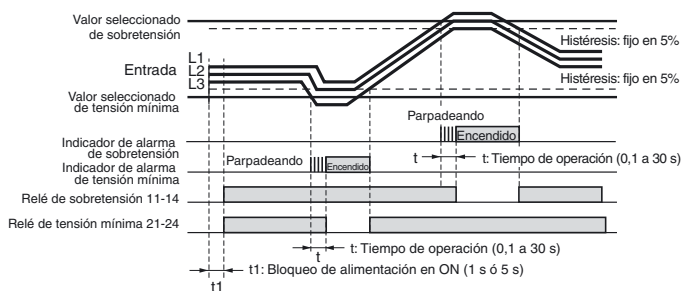 Valor seleccionado
de sobretensión
Histéresis: fijo en 5%
L1
L2
L3
Entrada
Histéresis: fijo en 5%
Valor seleccionado
de tensión mínima
Parpadeando
Indicador de alarma
de sobretensión
Encendido
Parpadeando
Encendido
t
t: Tiempo de operación (0,1 a 30 s)
Indicador de alarma
de tensión mínima
Relé de sobretensión 11-14
Relé de tensión mínima 21-24
t: Tiempo de operación (0,1 a 30 s)
t
t1: Bloqueo de alimentación en ON (1 s ó 5 s)
t1